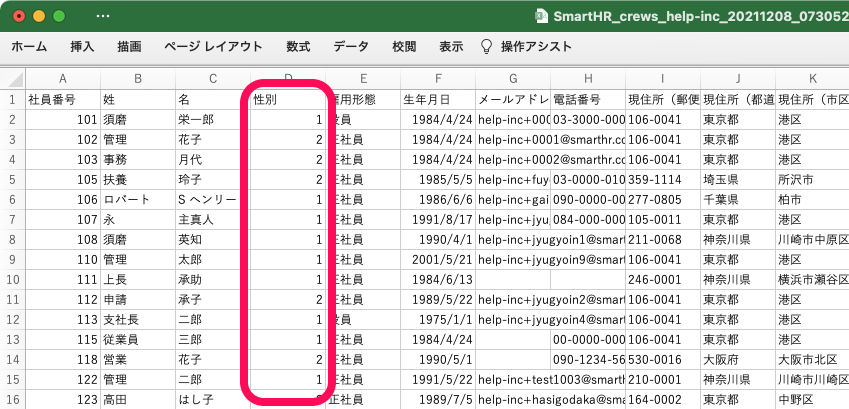 SmartHR_crews_help-inc_20211208_073052
ホーム 挿入 描画 ページ レイアウト 数式 データ 校閲 表示 操作アシスト
A B C D E F G H I J K
1 社員番号 姓 名 性別 雇用形態 生年月日 メールアドレ 電話番号 現住所（郵便 現住所（都道 現住所（市区
2 101 須磨 栄一郎 1 役員 1984/4/24 help-inc+000 03-3000-000 106-0041 東京都 港区
3 102 管理 花子 2 正社員 1984/4/24 help-inc+0001@smarthr.co 106-0041 東京都 港区
4 103 事務 月代 2 正社員 1984/4/24 help-inc+0002@smarthr.co 106-0041 東京都 港区
5 105 扶養 玲子 2 正社員 1985/5/5 help-inc+fuy 03-0000-010 359-1114 埼玉県 所沢市
6 106 ロバート S ヘンリー 1 正社員 1986/6/6 help-inc+gai 090-0000-00 277-0805 千葉県 柏市
7 107 永 主真人 1 正社員 1991/8/17 help-inc+jyu 084-000-000 105-0011 東京都 港区
8 108 須磨 英知 1 正社員 1990/4/1 help-inc+jyugyoin1@smart 211-0068 神奈川県 川崎市中原区
9 110 管理 太郎 1 正社員 2001/5/21 help-inc+jyugyoin9@smart 106-0041 神奈川県 港区
10 111 上長 承助 1 正社員 1984/6/13 246-0001 神奈川県 横浜市瀬谷区
11 112 申請 承子 2 正社員 1989/5/22 help-inc+jyugyoin2@smart 106-0041 東京都 港区
12 113 支社長 二郎 1 役員 1975/1/1 help-inc+jyugyoin4@smart 106-0041 東京都 港区
13 115 従業員 三郎 1 正社員 1984/4/24 00-0000-000 106-0041 東京都 港区
14 118 営業 花子 2 正社員 1990/5/1 090-1234-56 530-0016 大阪府 大阪市北区
15 122 管理 二郎 1 正社員 1991/5/22 help-inc+test1003@smarth 210-0001 神奈川県 川崎市川崎
16 123 高田 はし子 正社員 1989/7/5 help-inc+hasigodaka@smar 164-0002 東京都 中野区